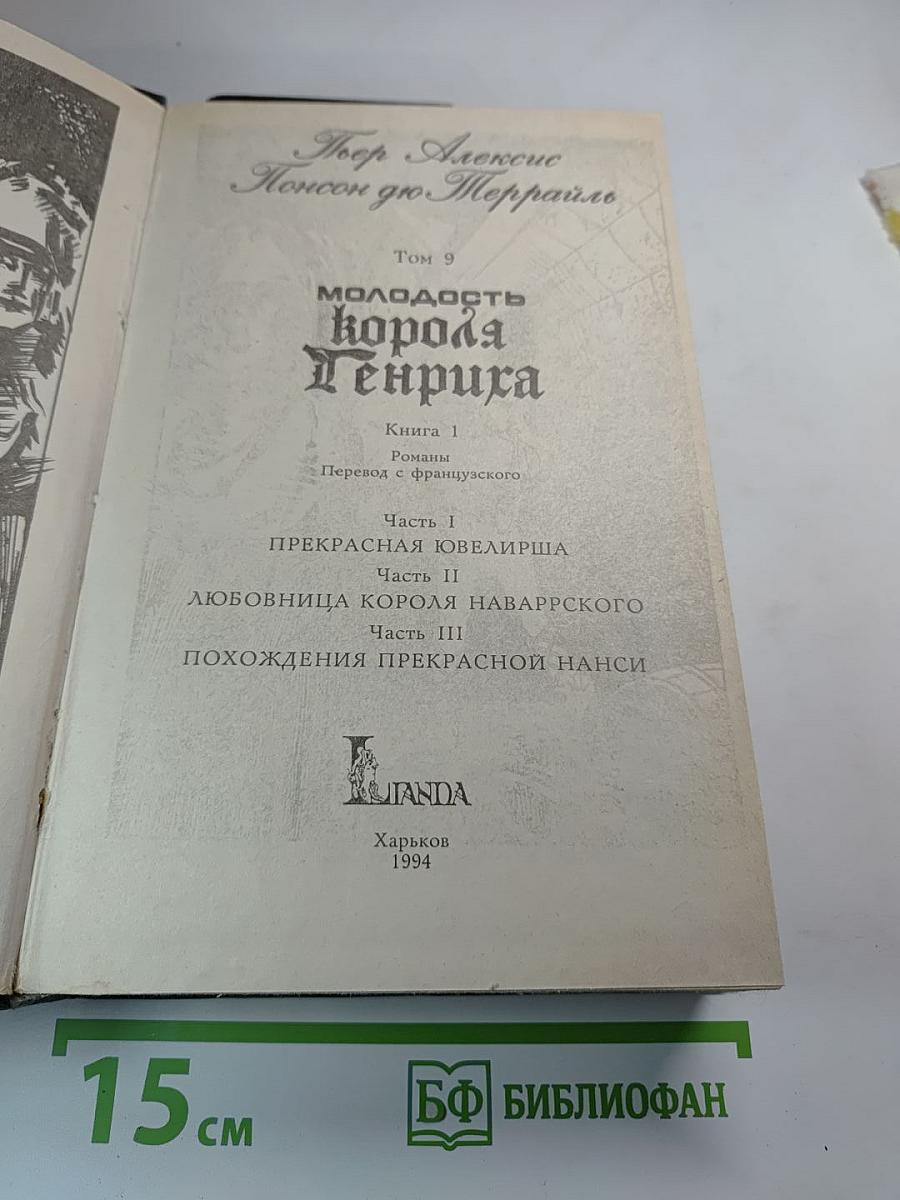 Пьер Алексис
Понсон дю Террайль
Том 9
МОЛОДОСТЬ
короля
Генриха
Книга 1
Романы
Перевод с французского
Часть I
ПРЕКРАСНАЯ ЮВЕЛИРША
Часть II
ЛЮБОВНИЦА КОРОЛЯ НАВАРРСКОГО
Часть III
ПОХОЖДЕНИЯ ПРЕКРАСНОЙ НАНСИ
LIANDA
Харьков
1994
15 см
БФ БИБЛИОФАН